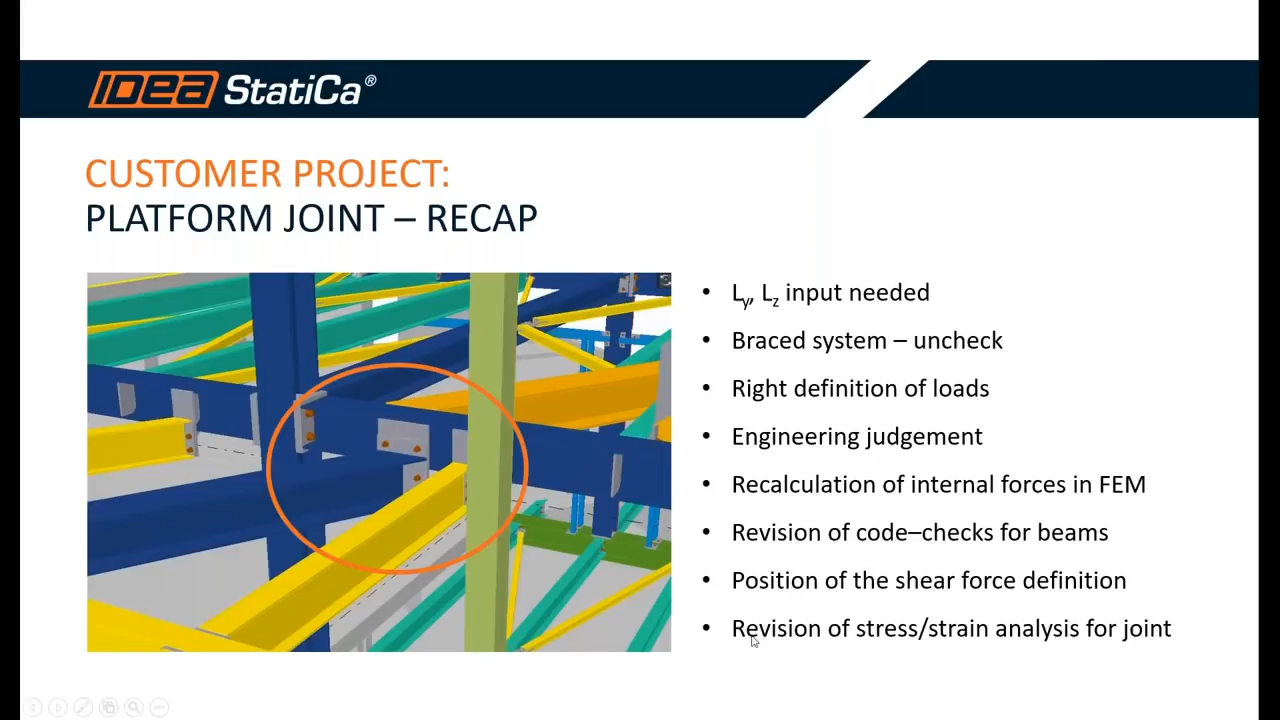 IDEA StatiCa®
CUSTOMER PROJECT:
PLATFORM JOINT – RECAP
• Ly, Lz input needed
• Braced system – uncheck
• Right definition of loads
• Engineering judgement
• Recalculation of internal forces in FEM
• Revision of code–checks for beams
• Position of the shear force definition
• Revision of stress/strain analysis for joint